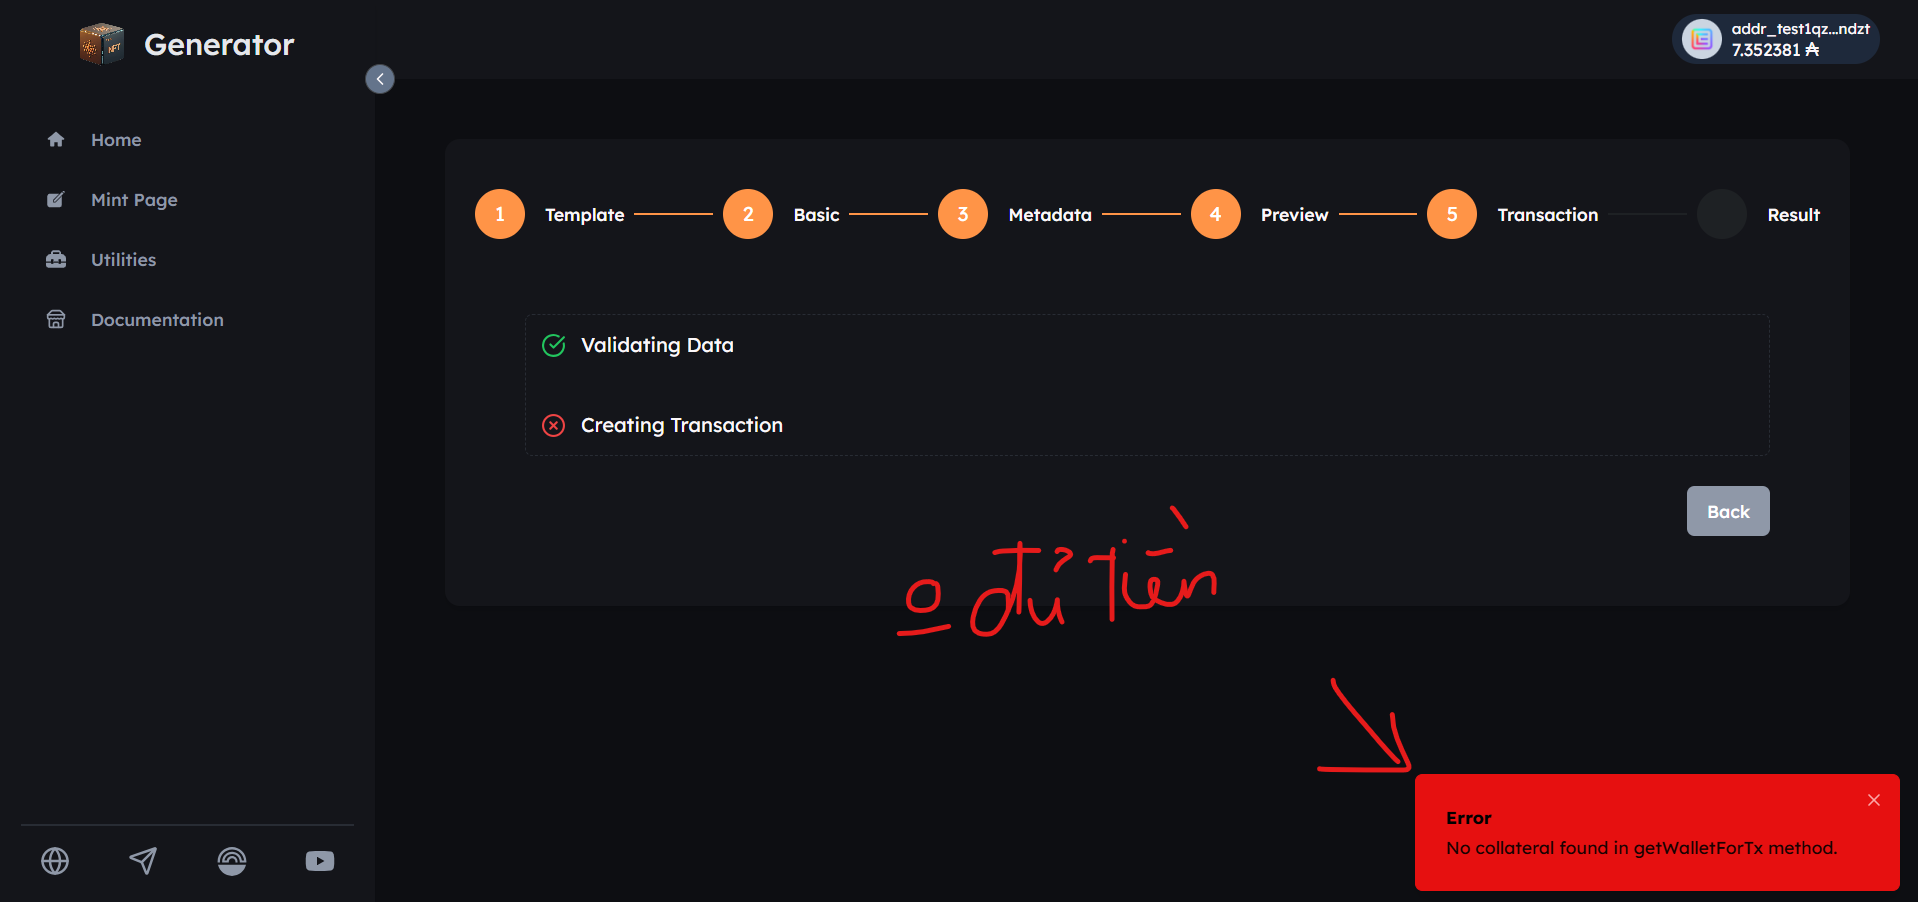 Generator
addr_test1qz...ndzt
7.352381 ₳
Home
Mint Page
Utilities
Documentation
1 Template
2 Basic
3 Metadata
4 Preview
5 Transaction
Result
Validating Data
Creating Transaction
Back
đủ tiền
Error
No collateral found in getWalletForTx method.